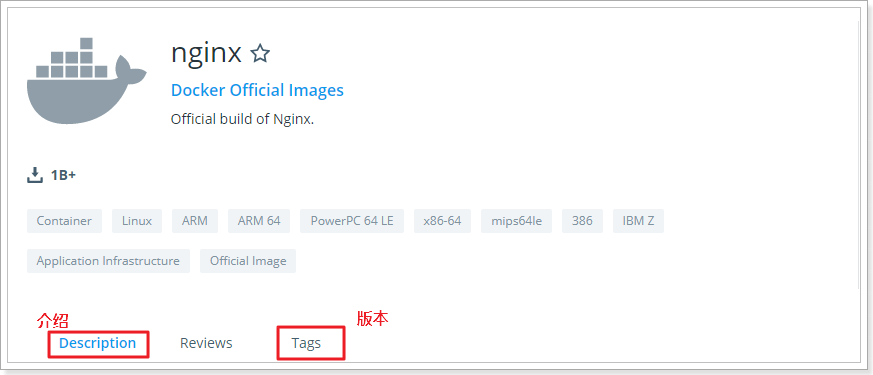 nginx
Docker Official Images
Official build of Nginx.
1B+
Container Linux ARM ARM 64 PowerPC 64 LE x86-64 mips64le 386 IBM Z
Application Infrastructure Official Image
介绍 版本
Description Reviews Tags